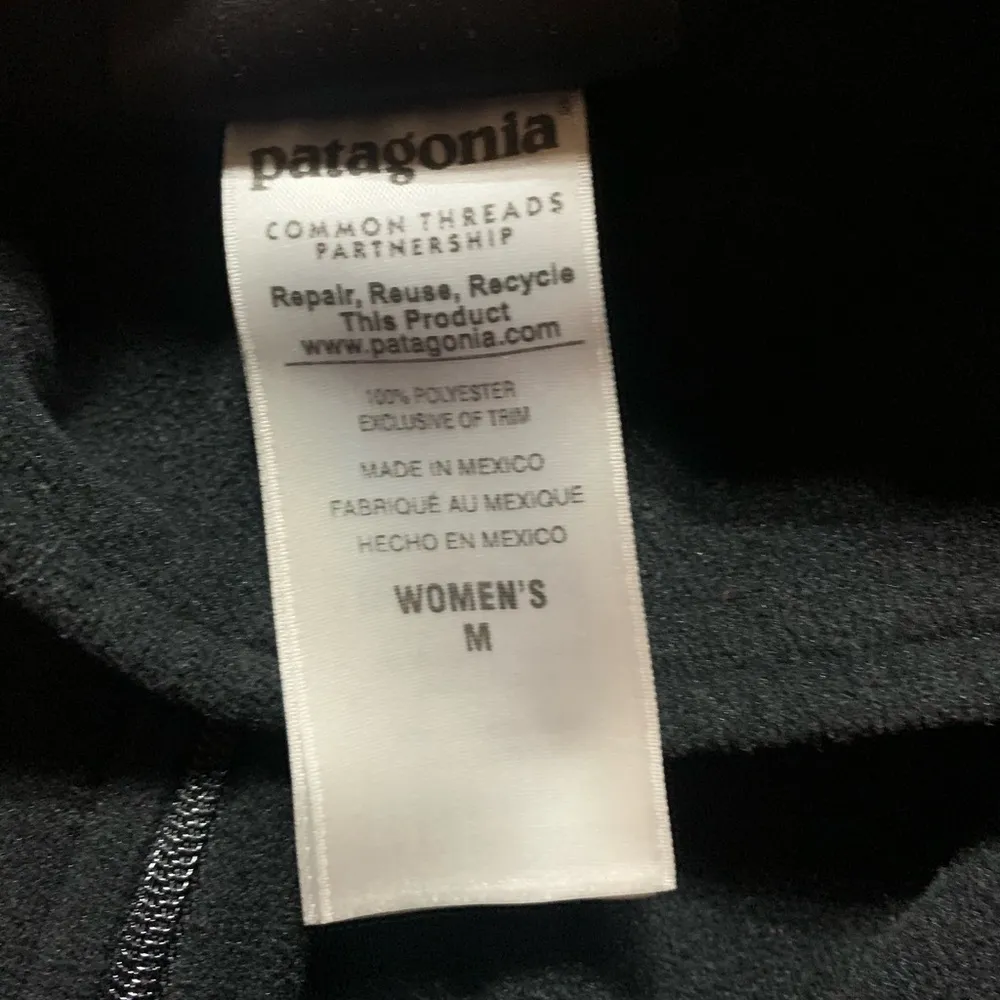 patagonia
COMMON THREADS
PARTNERSHIP
Repair, Reuse, Recycle
This Product
www.patagonia.com
100% POLYESTER
EXCLUSIVE OF TRIM
MADE IN MEXICO
FABRIQUÉ AU MEXIQUE
HECHO EN MEXICO
WOMEN'S
M